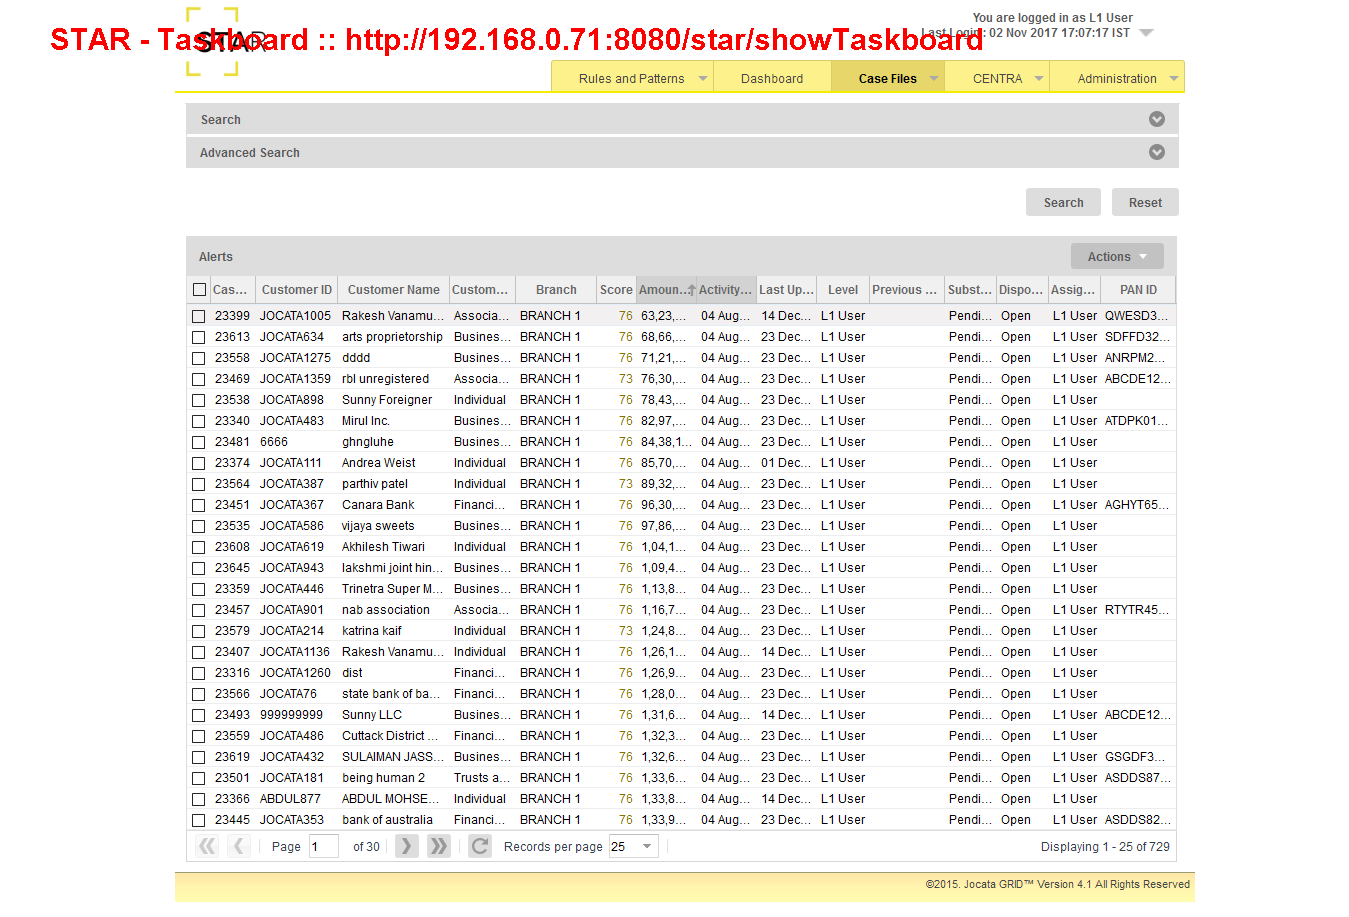 You are logged in as L1 User
STAR - Taskboard :: http://192.168.0.71:8080/star/showTaskboard
STAR
Last Login : 02 Nov 2017 17:07:17 IST
Rules and Patterns Dashboard Case Files CENTRA Administration
Search
Advanced Search
Search Reset
Alerts Actions
Cas... Customer ID Customer Name Custom... Branch Score Amoun... Activity... Last Up... Level Previous ... Subst... Dispo... Assig... PAN ID
23399 JOCATA1005 Rakesh Vanamu... Associa... BRANCH 1 76 63,23,... 04 Aug... 14 Dec... L1 User Pendi... Open L1 User QWESD3...
23613 JOCATA634 arts proprietorship Busines... BRANCH 1 76 68,66,... 04 Aug... 23 Dec... L1 User Pendi... Open L1 User SDFFD32...
23558 JOCATA1275 dddd Busines... BRANCH 1 76 71,21,... 04 Aug... 23 Dec... L1 User Pendi... Open L1 User ANRPM2...
23469 JOCATA1359 rbl unregistered Associa... BRANCH 1 73 76,30,... 04 Aug... 23 Dec... L1 User Pendi... Open L1 User ABCDE12...
23538 JOCATA898 Sunny Foreigner Individual BRANCH 1 76 78,43,... 04 Aug... 23 Dec... L1 User Pendi... Open L1 User
23340 JOCATA483 Mirul Inc. Busines... BRANCH 1 76 82,97,... 04 Aug... 23 Dec... L1 User Pendi... Open L1 User ATDPK01...
23481 6666 ghngluhe Busines... BRANCH 1 76 84,38,1... 04 Aug... 23 Dec... L1 User Pendi... Open L1 User
23374 JOCATA111 Andrea Weist Individual BRANCH 1 76 85,70,... 04 Aug... 01 Dec... L1 User Pendi... Open L1 User
23564 JOCATA387 parthiv patel Individual BRANCH 1 73 89,32,... 04 Aug... 23 Dec... L1 User Pendi... Open L1 User
23451 JOCATA367 Canara Bank Financi... BRANCH 1 76 96,30,... 04 Aug... 23 Dec... L1 User Pendi... Open L1 User AGHYT65...
23535 JOCATA586 vijaya sweets Busines... BRANCH 1 76 97,86,... 04 Aug... 23 Dec... L1 User Pendi... Open L1 User
23608 JOCATA619 Akhilesh Tiwari Individual BRANCH 1 76 1,04,1... 04 Aug... 23 Dec... L1 User Pendi... Open L1 User
23645 JOCATA943 lakshmi joint hin... Busines... BRANCH 1 76 1,09,4... 04 Aug... 23 Dec... L1 User Pendi... Open L1 User
23359 JOCATA446 Trinetra Super M... Busines... BRANCH 1 76 1,13,8... 04 Aug... 23 Dec... L1 User Pendi... Open L1 User
23457 JOCATA901 nab association Associa... BRANCH 1 76 1,16,7... 04 Aug... 23 Dec... L1 User Pendi... Open L1 User RTYTR45...
23579 JOCATA214 katrina kaif Individual BRANCH 1 73 1,24,8... 04 Aug... 23 Dec... L1 User Pendi... Open L1 User
23407 JOCATA1136 Rakesh Vanamu... Individual BRANCH 1 76 1,26,1... 04 Aug... 14 Dec... L1 User Pendi... Open L1 User
23316 JOCATA1260 dist Financi... BRANCH 1 76 1,26,9... 04 Aug... 23 Dec... L1 User Pendi... Open L1 User
23566 JOCATA76 state bank of ba... Financi... BRANCH 1 76 1,28,0... 04 Aug... 23 Dec... L1 User Pendi... Open L1 User
23493 999999999 Sunny LLC Busines... BRANCH 1 76 1,31,6... 04 Aug... 14 Dec... L1 User Pendi... Open L1 User ABCDE12...
23559 JOCATA486 Cuttack District ... Financi... BRANCH 1 76 1,32,3... 04 Aug... 23 Dec... L1 User Pendi... Open L1 User
23619 JOCATA432 SULAIMAN JASS... Busines... BRANCH 1 76 1,32,6... 04 Aug... 23 Dec... L1 User Pendi... Open L1 User GSGDF3...
23501 JOCATA181 being human 2 Trusts a... BRANCH 1 76 1,33,6... 04 Aug... 23 Dec... L1 User Pendi... Open L1 User ASDDS87...
23366 ABDUL877 ABDUL MOHSE... Individual BRANCH 1 76 1,33,8... 04 Aug... 14 Dec... L1 User Pendi... Open L1 User
23445 JOCATA353 bank of australia Financi... BRANCH 1 76 1,33,9... 04 Aug... 23 Dec... L1 User Pendi... Open L1 User ASDDS82...
Page 1 of 30 Records per page 25 Displaying 1 - 25 of 729
©2015. Jocata GRID™ Version 4.1 All Rights Reserved